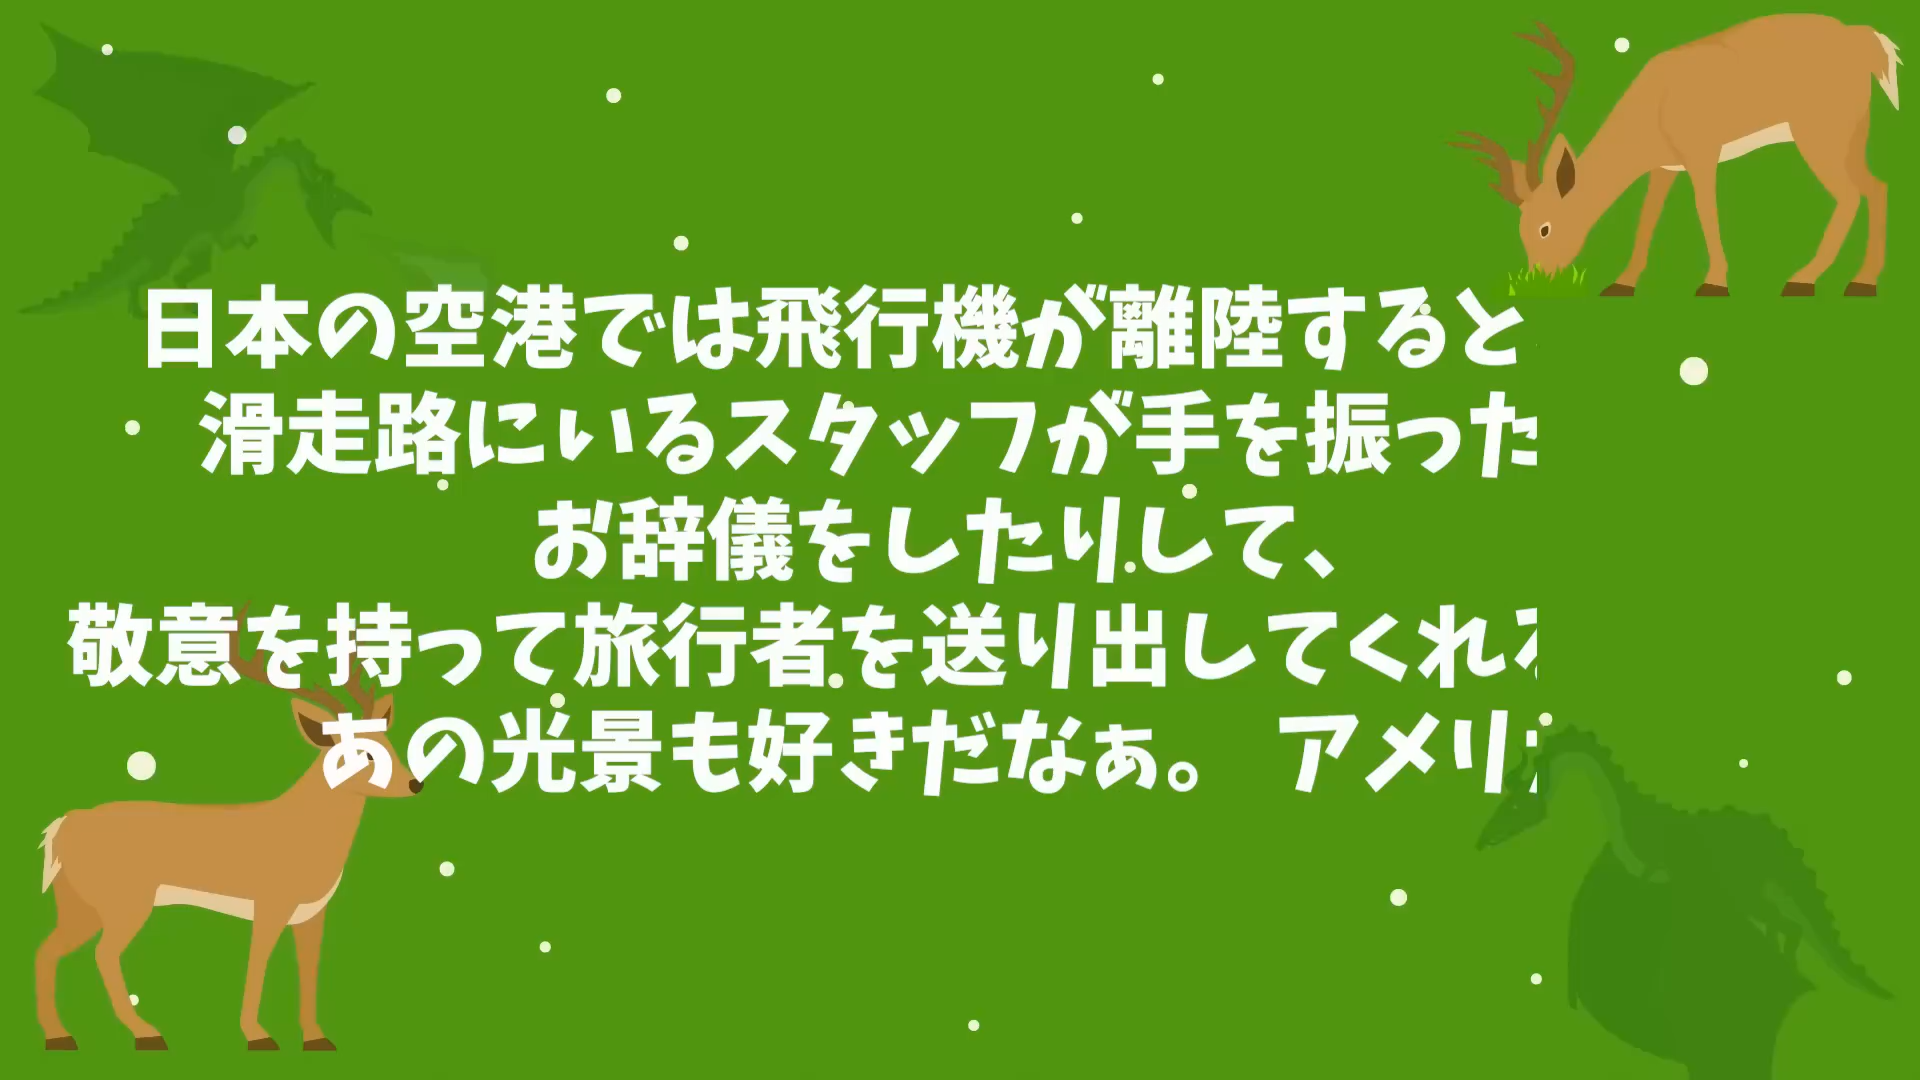 日本の空港では飛行機が離陸すると
滑走路にいるスタッフが手を振った
お辞儀をしたりして、
敬意を持って旅行者を送り出してくれ
あの光景も好きだなぁ。 アメリ